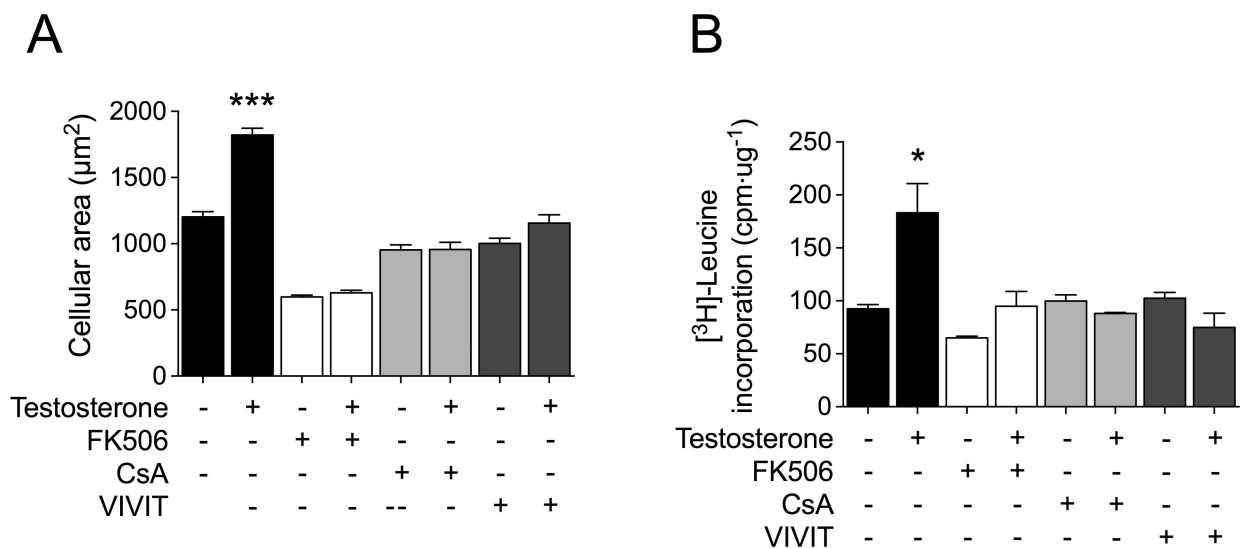 A
Cellular area (μm²)
2000
1500
1000
500
0
***
Testosterone - + - + - + - +
FK506 - - + + - - - -
CsA - - - - + + - -
VIVIT - - -- - + +
B
[³H]-Leucine
incorporation (cpm·ug⁻¹)
250
200
150
100
50
0
*
Testosterone - + - + - + - +
FK506 - - + + - - - -
CsA - - - - + + - -
VIVIT - - - - - - + +